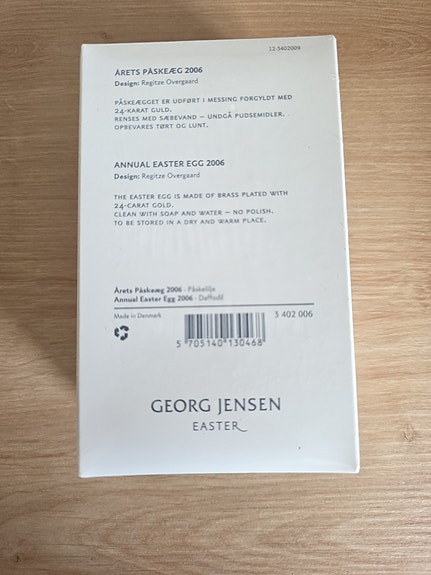 12-3402009
ÅRETS PÅSKEÆG 2006
Design: Regitze Overgaard
PÅSKEÆGGET ER UDFØRT I MESSING FORGYLDT MED
24-KARAT GULD.
RENSES MED SÆBEVAND – UNDGÅ PUDSEMIDLER.
OPBEVARES TØRT OG LUNT.
ANNUAL EASTER EGG 2006
Design: Regitze Overgaard
THE EASTER EGG IS MADE OF BRASS PLATED WITH
24-CARAT GOLD.
CLEAN WITH SOAP AND WATER – NO POLISH.
TO BE STORED IN A DRY AND WARM PLACE.
Årets Påskeæg 2006 - Påskelilje
Annual Easter Egg 2006 - Daffodil
Made in Denmark
3 402 006
5 705140 130468
GEORG JENSEN
EASTER